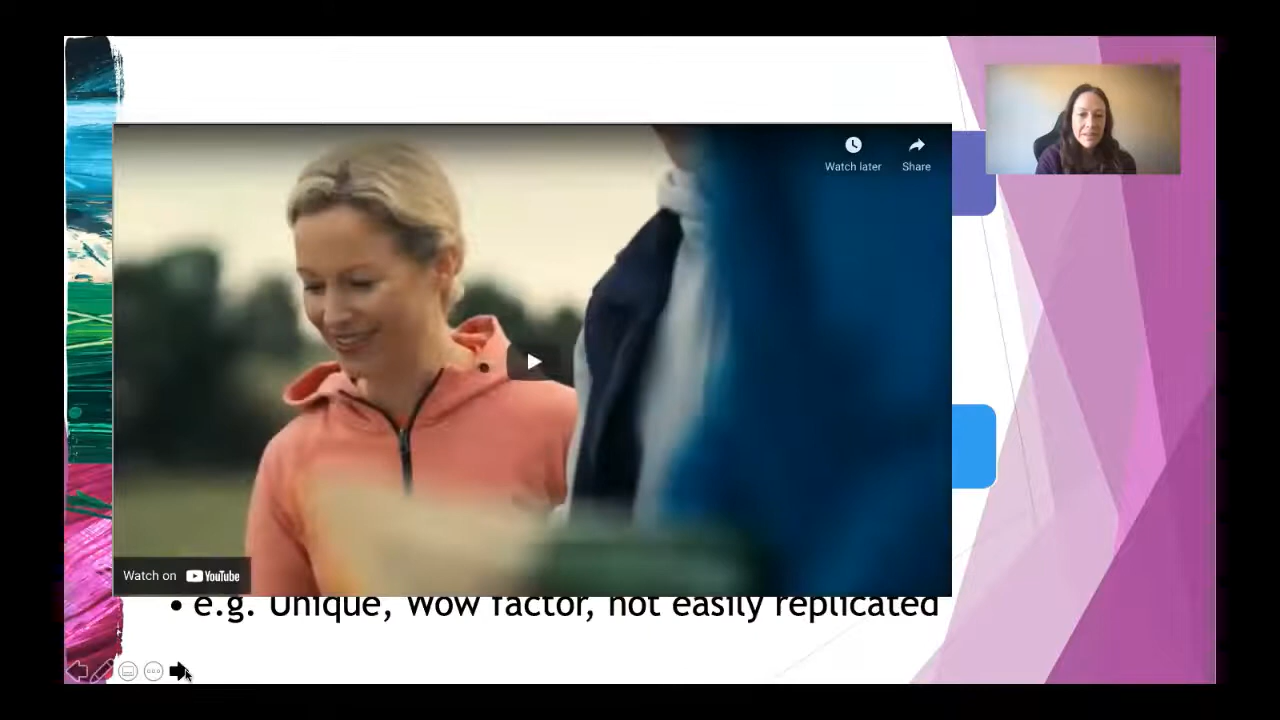 Watch later
Share
Watch on YouTube
• e.g. Unique, Wow factor, not easily replicated